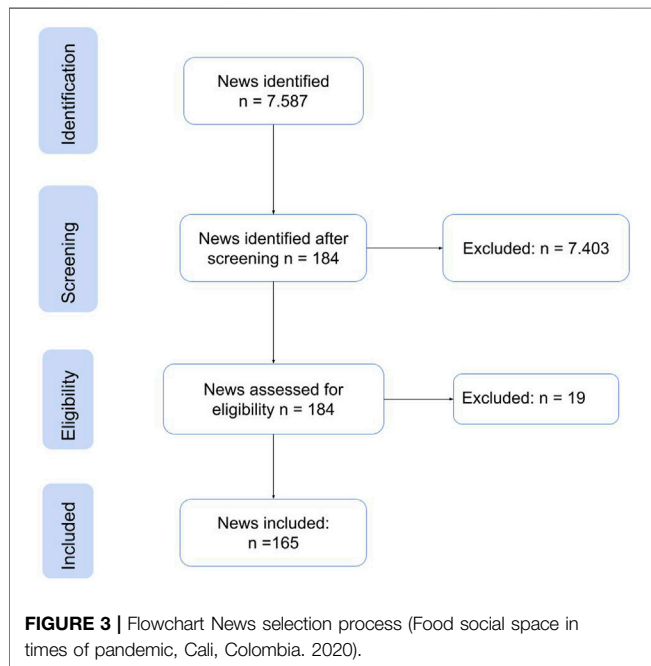 Identification
News identified
n = 7.587
Screening
News identified after
screening n = 184
Excluded: n = 7.403
Eligibility
News assessed for
eligibility n = 184
Excluded: n = 19
Included
News included:
n =165
FIGURE 3 | Flowchart News selection process (Food social space in
times of pandemic, Cali, Colombia. 2020).